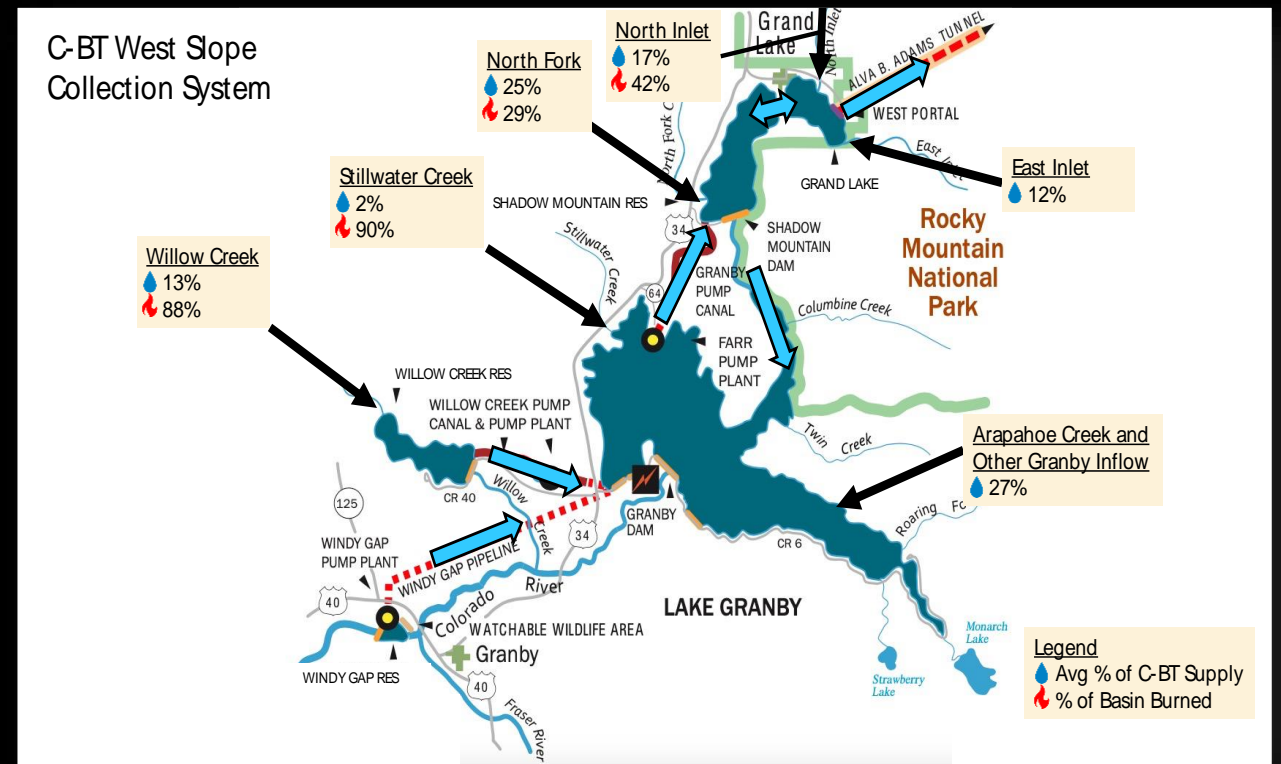 C-BT West Slope
Collection System
North Fork
25%
29%
North Inlet
17%
42%
Grand
Lake
North Inlet
ALVA B. ADAMS TUNNEL
WEST PORTAL
East Inlet
GRAND LAKE
East Inlet
12%
Stillwater Creek
2%
90%
North Fork
SHADOW MOUNTAIN RES
34
SHADOW
MOUNTAIN
DAM
Rocky
Mountain
National
Park
Willow Creek
13%
88%
Stillwater
Creek
64
GRANBY
PUMP
CANAL
Columbine Creek
FARR
PUMP
PLANT
WILLOW CREEK RES
WILLOW CREEK PUMP
CANAL & PUMP PLANT
Twin
Creek
Arapahoe Creek and
Other Granby Inflow
27%
CR 40
Willow
Creek
125
34
GRANBY
DAM
CR 6
Roaring
WINDY GAP
PUMP PLANT
WINDY GAP PIPELINE
40
Colorado
River
LAKE GRANBY
WATCHABLE WILDLIFE AREA
Granby
WINDY GAP RES
40
Fraser River
Monarch
Lake
Strawberry
Lake
Legend
Avg % of C-BT Supply
% of Basin Burned